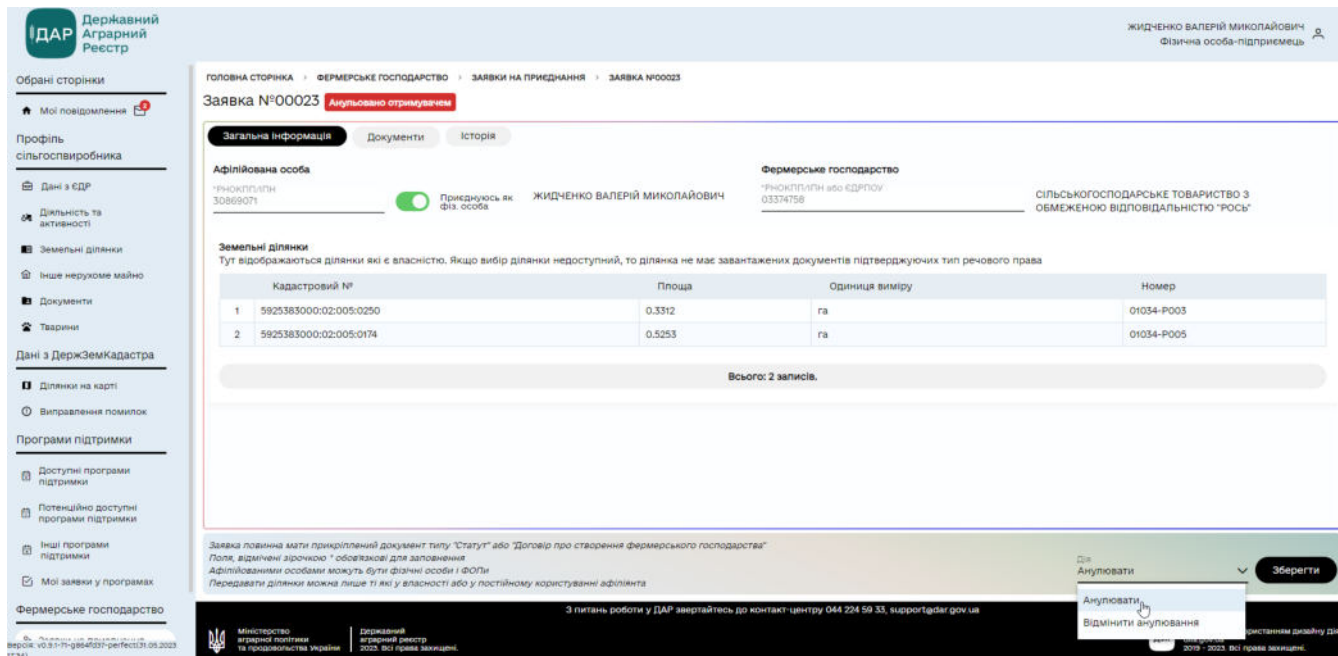 ДАР
Державний
Аграрний
Реєстр
ЖИДЧЕНКО ВАЛЕРІЙ МИКОЛАЙОВИЧ
Фізична особа-підприємець
Обрані сторінки
Мої повідомлення 2
Профіль
сільгоспвиробника
Дані з ЄДР
Діяльність та
активності
Земельні ділянки
Інше нерухоме майно
Документи
Тварини
Дані з ДержЗемКадастра
Ділянки на карті
Виправлення помилок
Програми підтримки
Доступні програми
підтримки
Потенційно доступні
програми підтримки
Інші програми
підтримки
Мої заявки у програмах
Фермерське господарство
ГОЛОВНА СТОРІНКА › ФЕРМЕРСЬКЕ ГОСПОДАРСТВО › ЗАЯВКИ НА ПРИЄДНАННЯ › ЗАЯВКА №00023
Заявка №00023 Анульовано отримувачем
Загальна інформація Документи Історія
Афілійована особа
*РНОКПП/ІПН
30869071
Приєднуюсь як
фіз. особа
ЖИДЧЕНКО ВАЛЕРІЙ МИКОЛАЙОВИЧ
Фермерське господарство
*РНОКПП/ІПН або ЄДРПОУ
03374758
СІЛЬСЬКОГОСПОДАРСЬКЕ ТОВАРИСТВО З
ОБМЕЖЕНОЮ ВІДПОВІДАЛЬНІСТЮ "РОСЬ"
Земельні ділянки
Тут відображаються ділянки які є власністю. Якщо вибір ділянки недоступний, то ділянка не має завантажених документів підтверджуючих тип речового права
Кадастровий № Площа Одиниця виміру Номер
1 5925383000:02:005:0250 0.3312 га 01034-P003
2 5925383000:02:005:0174 0.5253 га 01034-P005
Всього: 2 записів.
Заявка повинна мати прикріплений документ типу "Статут" або "Договір про створення фермерського господарства"
Поля, відмічені зірочкою * обов'язкові для заповнення
Афілійованими особами можуть бути фізичні особи і ФОПи
Передавати ділянки можна лише ті які у власності або у постійному користуванні афіліянта
Дія
Анулювати
Зберегти
Анулювати
Відмінити анулювання
З питань роботи у ДАР звертайтесь до контакт-центру 044 224 59 33, support@dar.gov.ua
Міністерство
аграрної політики
та продовольства України
Державний
аграрний реєстр
2023. Всі права захищені.
2019 - 2023. Всі права захищені.